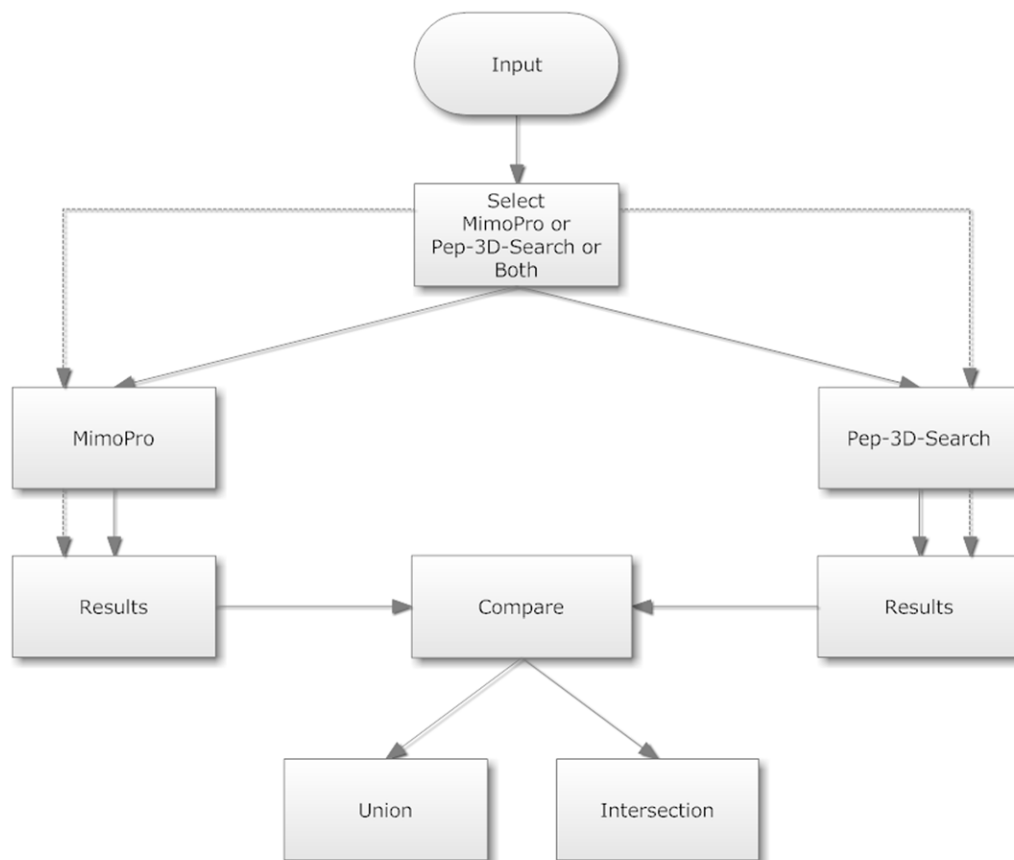 Input
Select
MimoPro or
Pep-3D-Search or
Both
MimoPro
Pep-3D-Search
Results
Compare
Results
Union
Intersection